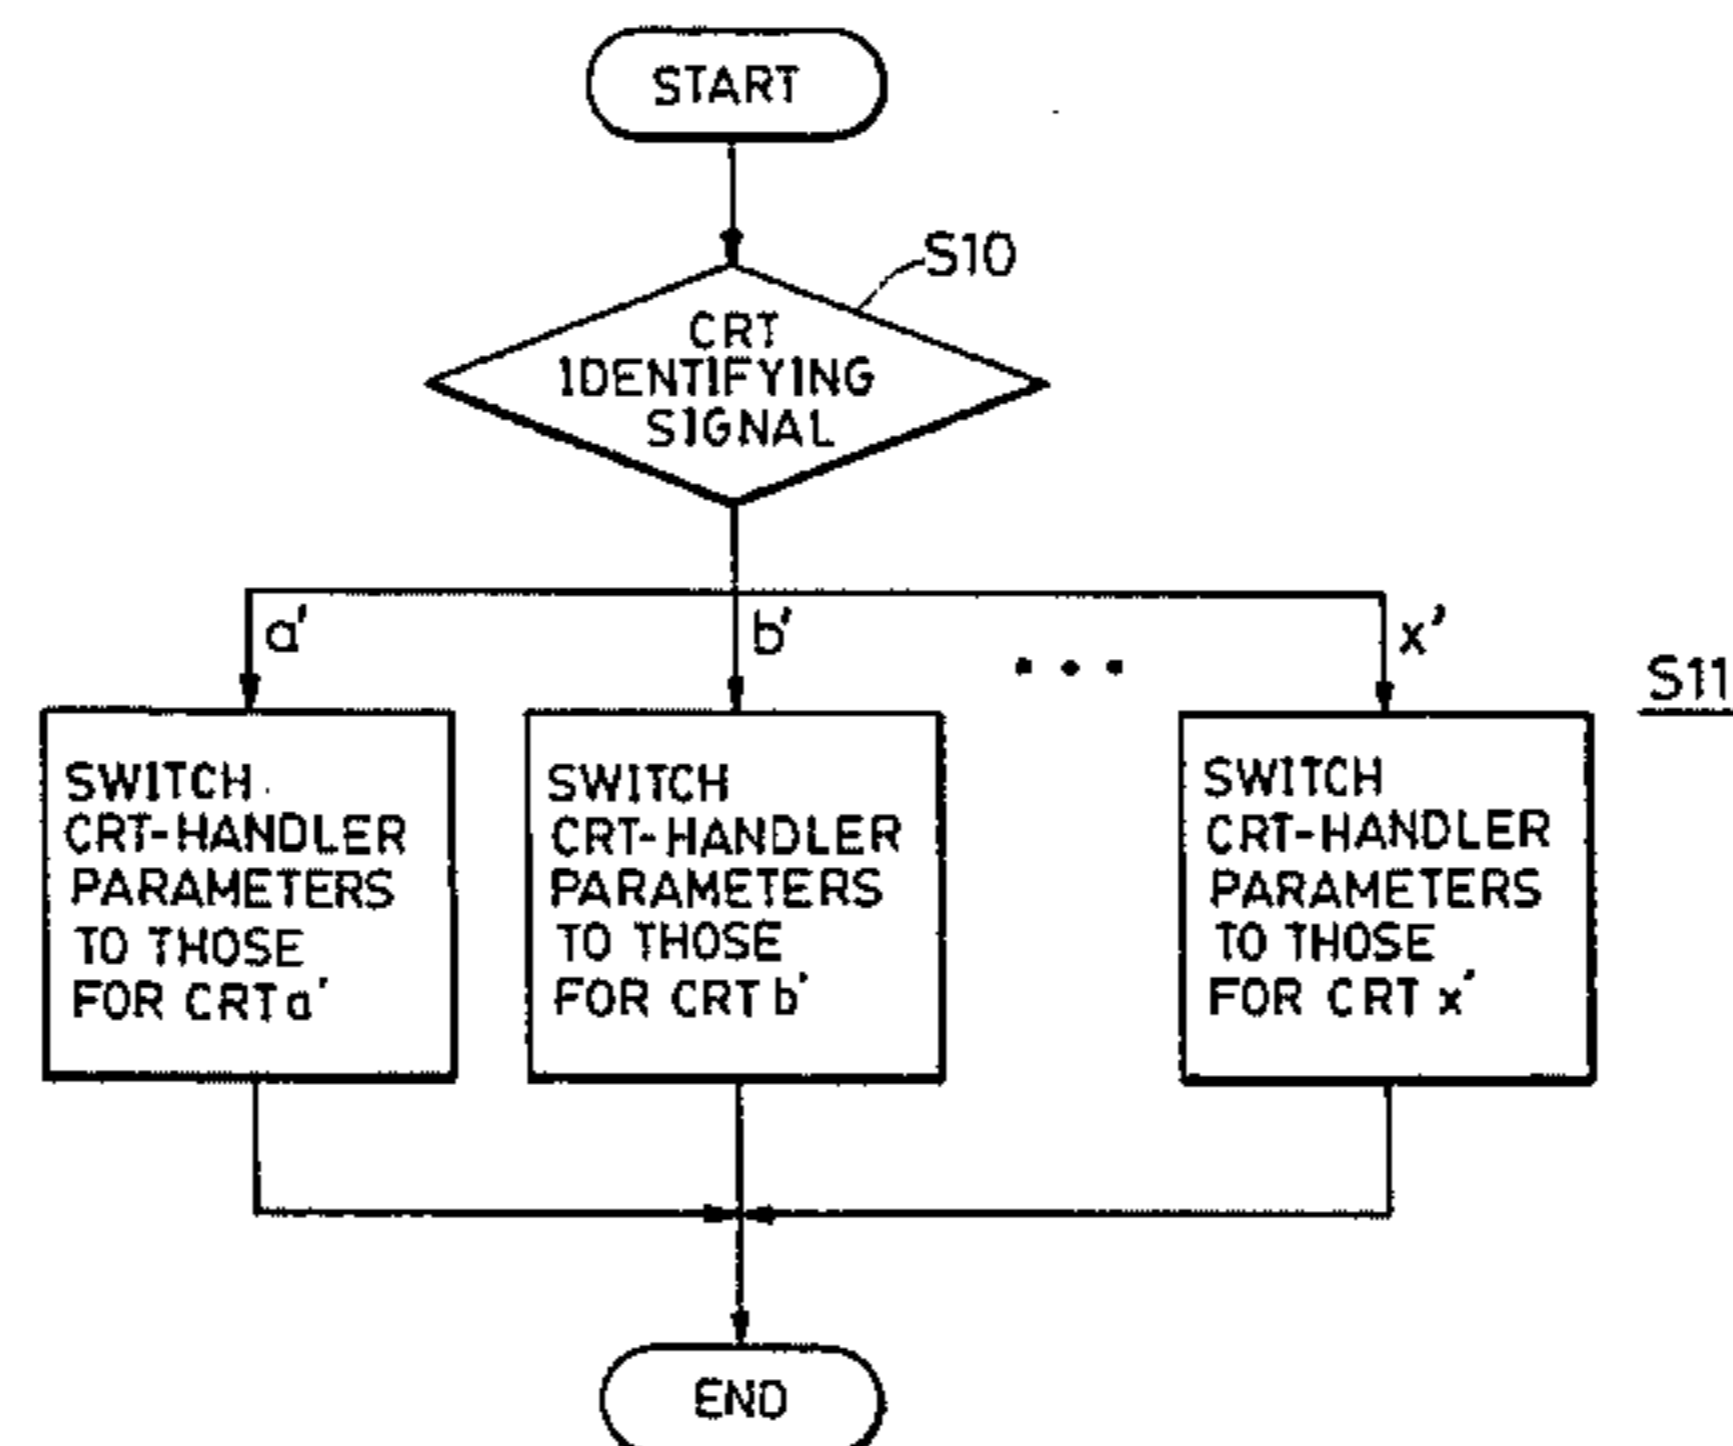 START
S10
CRT
IDENTIFYING
SIGNAL
a'
b'
x'
• • •
S11
SWITCH
CRT-HANDLER
PARAMETERS
TO THOSE
FOR CRT a'
SWITCH
CRT-HANDLER
PARAMETERS
TO THOSE
FOR CRT b'
SWITCH
CRT-HANDLER
PARAMETERS
TO THOSE
FOR CRT x'
END